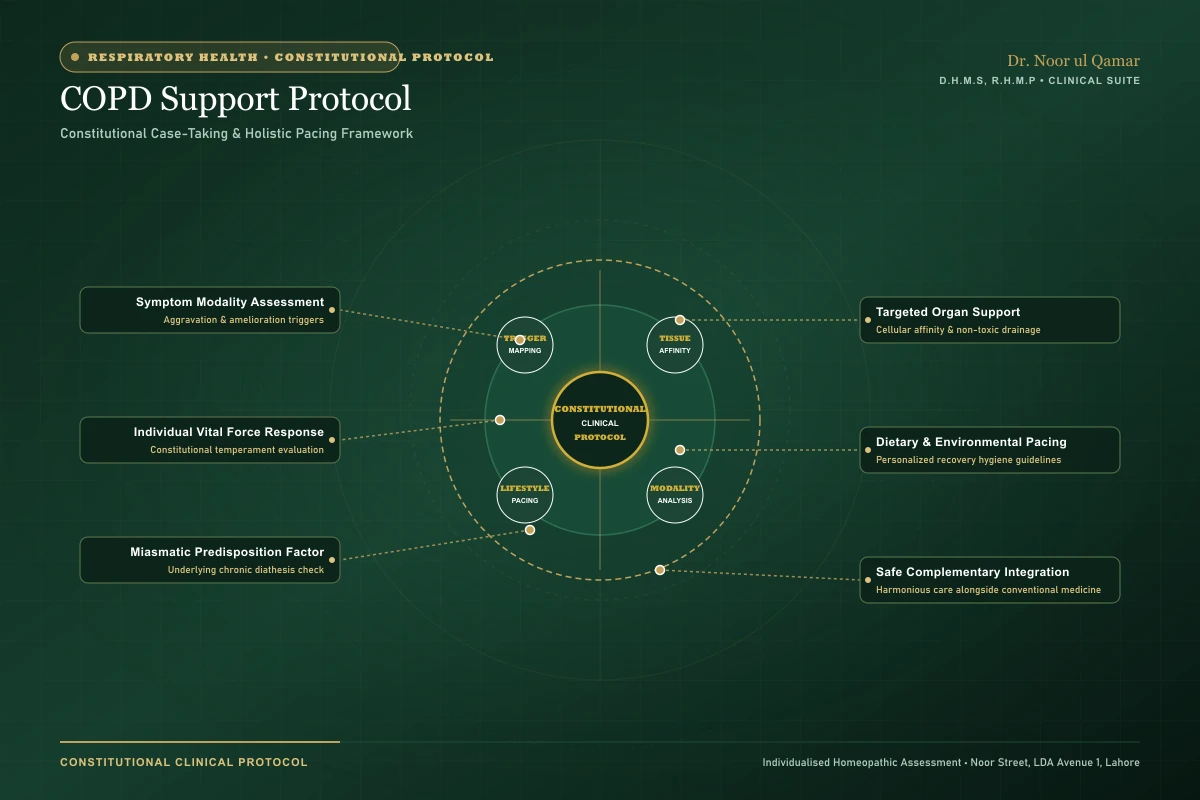 RESPIRATORY HEALTH • CONSTITUTIONAL PROTOCOL
COPD Support Protocol
Constitutional Case-Taking & Holistic Pacing Framework
Dr. Noor ul Qamar
D.H.M.S, R.H.M.P • CLINICAL SUITE
Symptom Modality Assessment
Aggravation & amelioration triggers
Individual Vital Force Response
Constitutional temperament evaluation
Miasmatic Predisposition Factor
Underlying chronic diathesis check
MAPPING
TISSUE
AFFINITY
CONSTITUTIONAL
CLINICAL
PROTOCOL
LIFESTYLE
PACING
MODALITY
ANALYSIS
Targeted Organ Support
Cellular affinity & non-toxic drainage
Dietary & Environmental Pacing
Personalized recovery hygiene guidelines
Safe Complementary Integration
Harmonious care alongside conventional medicine
CONSTITUTIONAL CLINICAL PROTOCOL
Individualised Homeopathic Assessment • Noor Street, LDA Avenue 1, Lahore